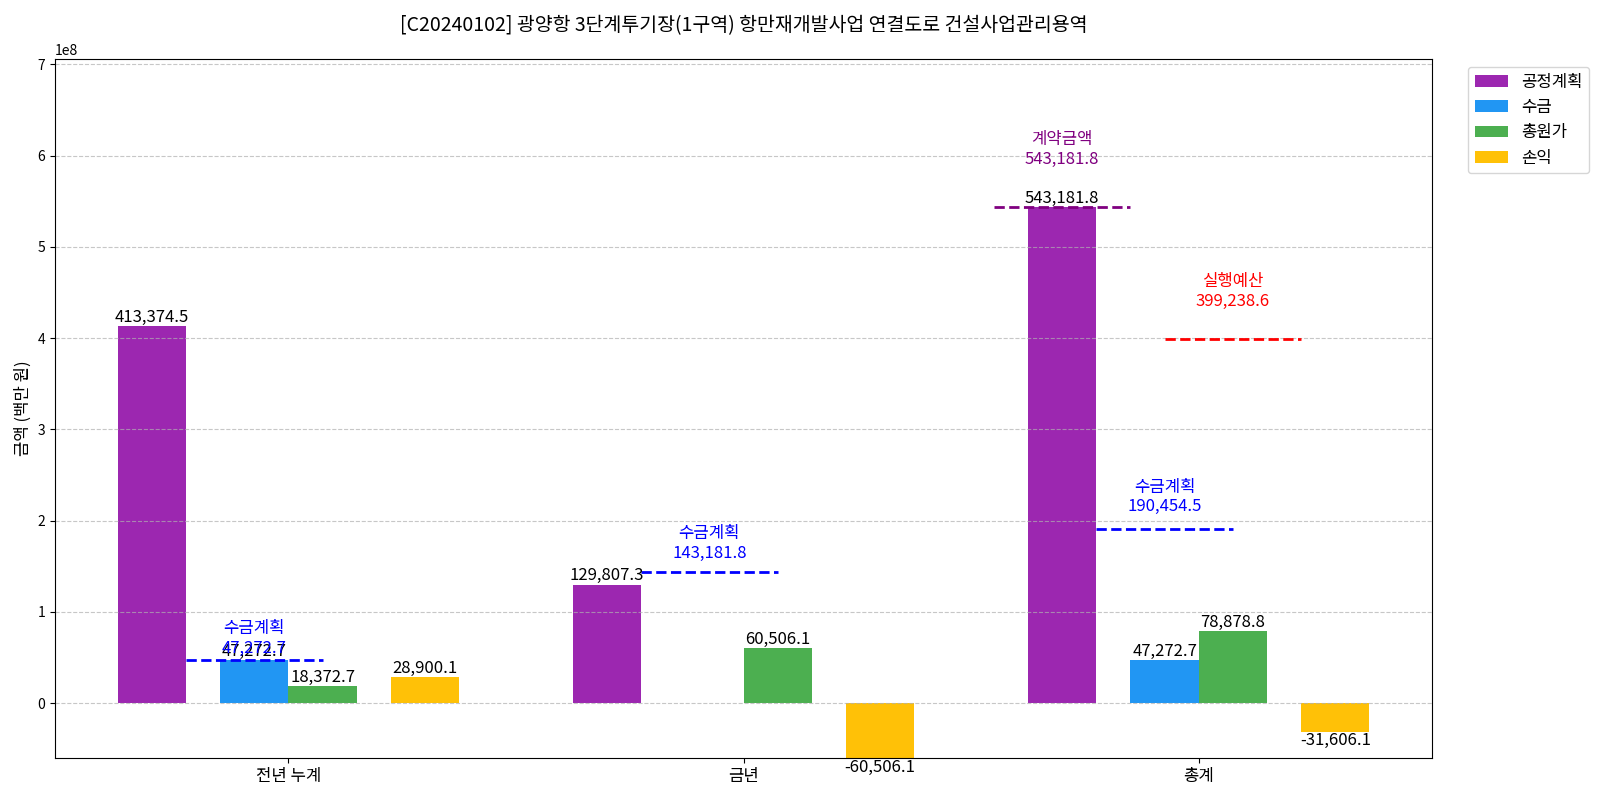 [C20240102] 광양항 3단계투기장(1구역) 항만재개발사업 연결도로 건설사업관리용역
1e8
7
6
5
4
3
2
1
0
금액 (백만 원)
413,374.5
수금계획
47,272.7
47,272.7
18,372.7
28,900.1
129,807.3
수금계획
143,181.8
60,506.1
-60,506.1
계약금액
543,181.8
543,181.8
실행예산
399,238.6
수금계획
190,454.5
47,272.7
78,878.8
-31,606.1
전년 누계
금년
총계
공정계획
수금
총원가
손익